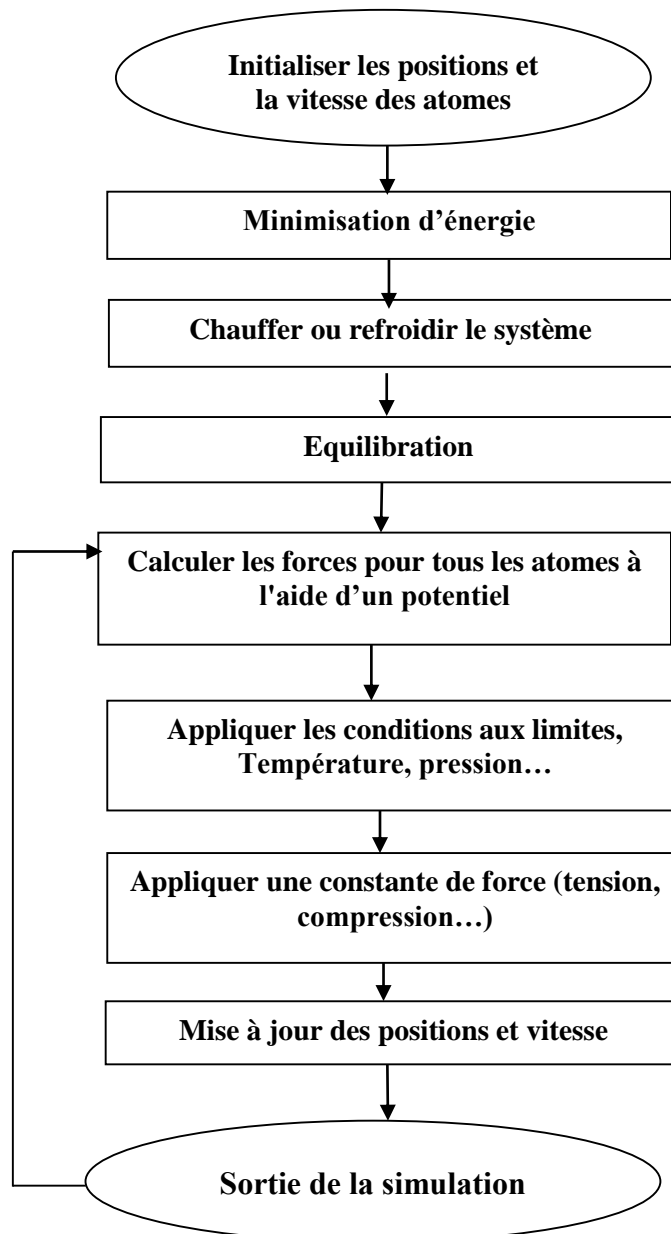 Initialiser les positions et
la vitesse des atomes
Minimisation d’énergie
Chauffer ou refroidir le système
Equilibration
Calculer les forces pour tous les atomes à
l'aide d’un potentiel
Appliquer les conditions aux limites,
Température, pression…
Appliquer une constante de force (tension,
compression…)
Mise à jour des positions et vitesse
Sortie de la simulation